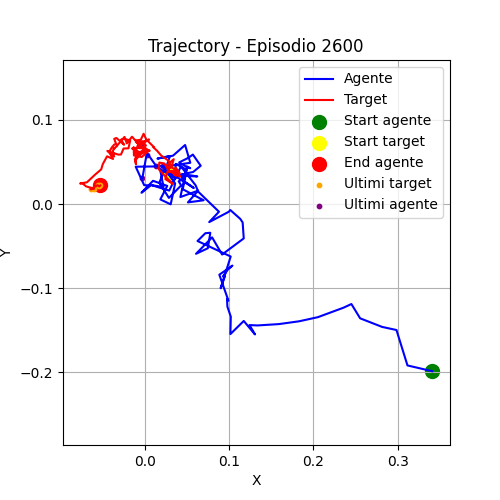 Trajectory - Episodio 2600
Agente
Target
Start agente
Start target
End agente
Ultimi target
Ultimi agente
0.1
0.0
−0.1
−0.2
Y
0.0
0.1
0.2
0.3
X